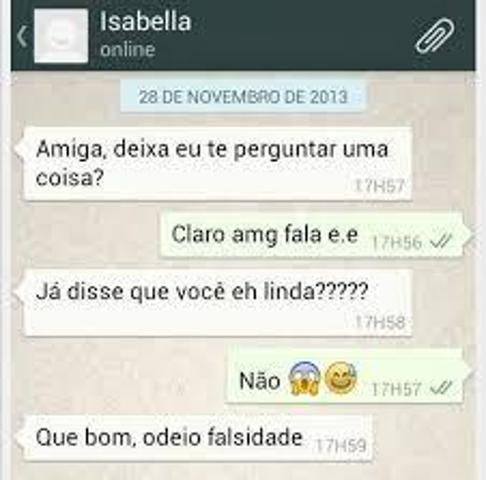 Isabella
online
28 DE NOVEMBRO DE 2013
Amiga, deixa eu te perguntar uma
coisa?
17H57
Claro amg fala e.e 17H56
Já disse que você eh linda?????
17H58
Não 😱😅 17H57
Que bom, odeio falsidade 17H59